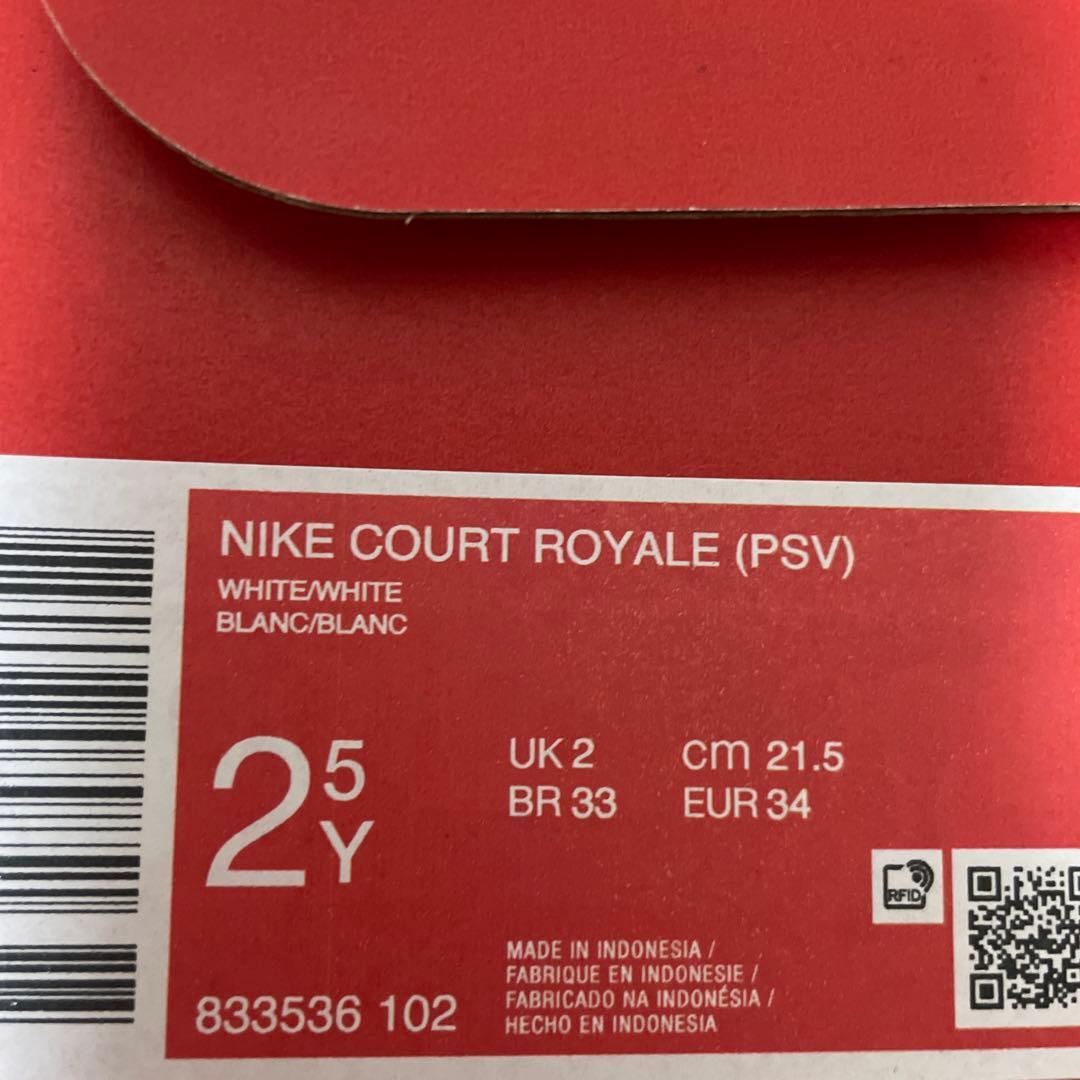 NIKE COURT ROYALE (PSV)
WHITE/WHITE
BLANC/BLANC
2 5 Y
UK 2 cm 21.5
BR 33 EUR 34
RFID
MADE IN INDONESIA /
FABRIQUE EN INDONESIE /
FABRICADO NA INDONÉSIA /
HECHO EN INDONESIA
833536 102